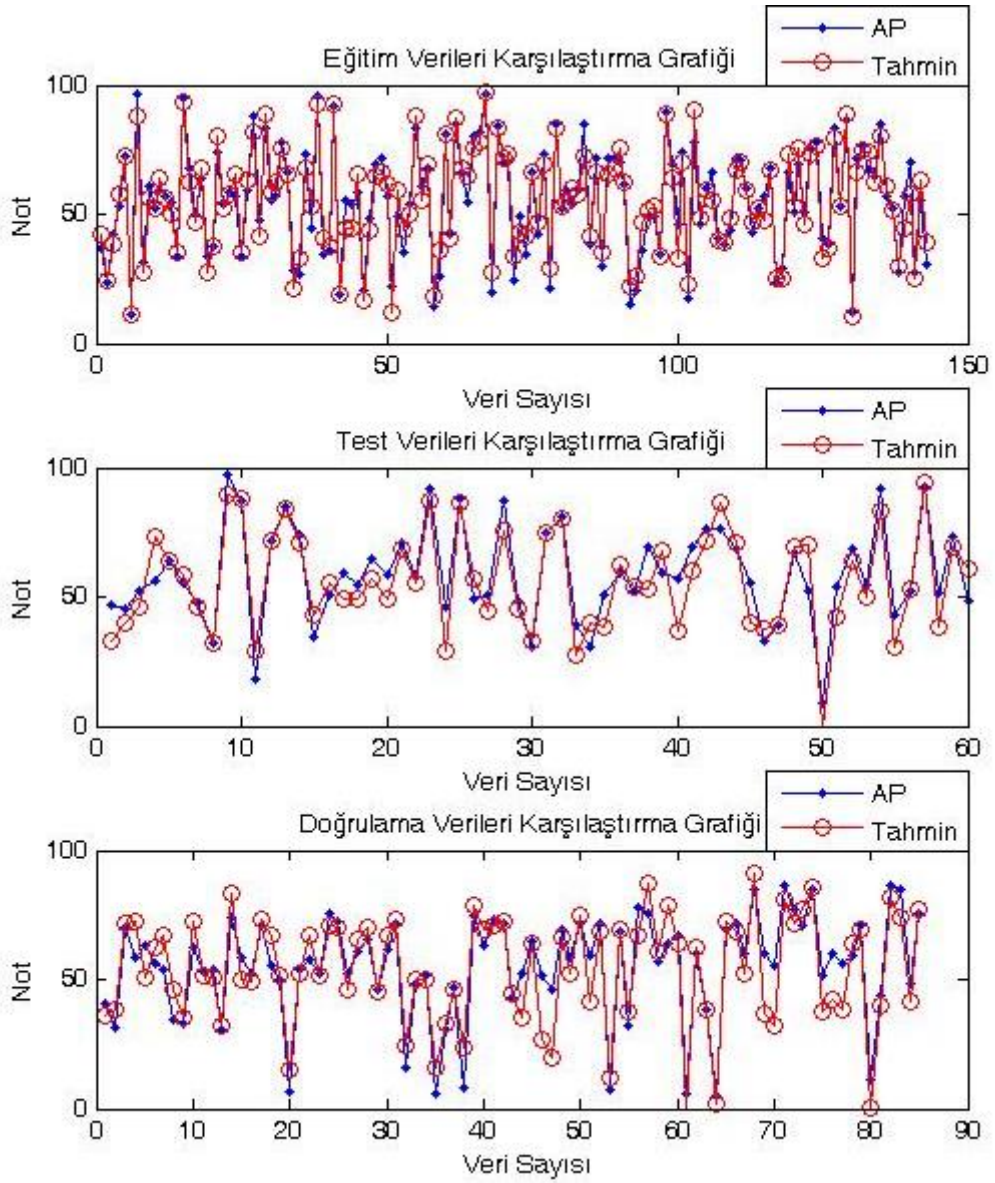 AP
Tahmin
Eğitim Verileri Karşılaştırma Grafiği
100
50
0
Not
0 50 100 150
Veri Sayısı
AP
Tahmin
Test Verileri Karşılaştırma Grafiği
100
50
0
Not
0 10 20 30 40 50 60
Veri Sayısı
AP
Tahmin
Doğrulama Verileri Karşılaştırma Grafiği
100
50
0
Not
0 10 20 30 40 50 60 70 80 90
Veri Sayısı